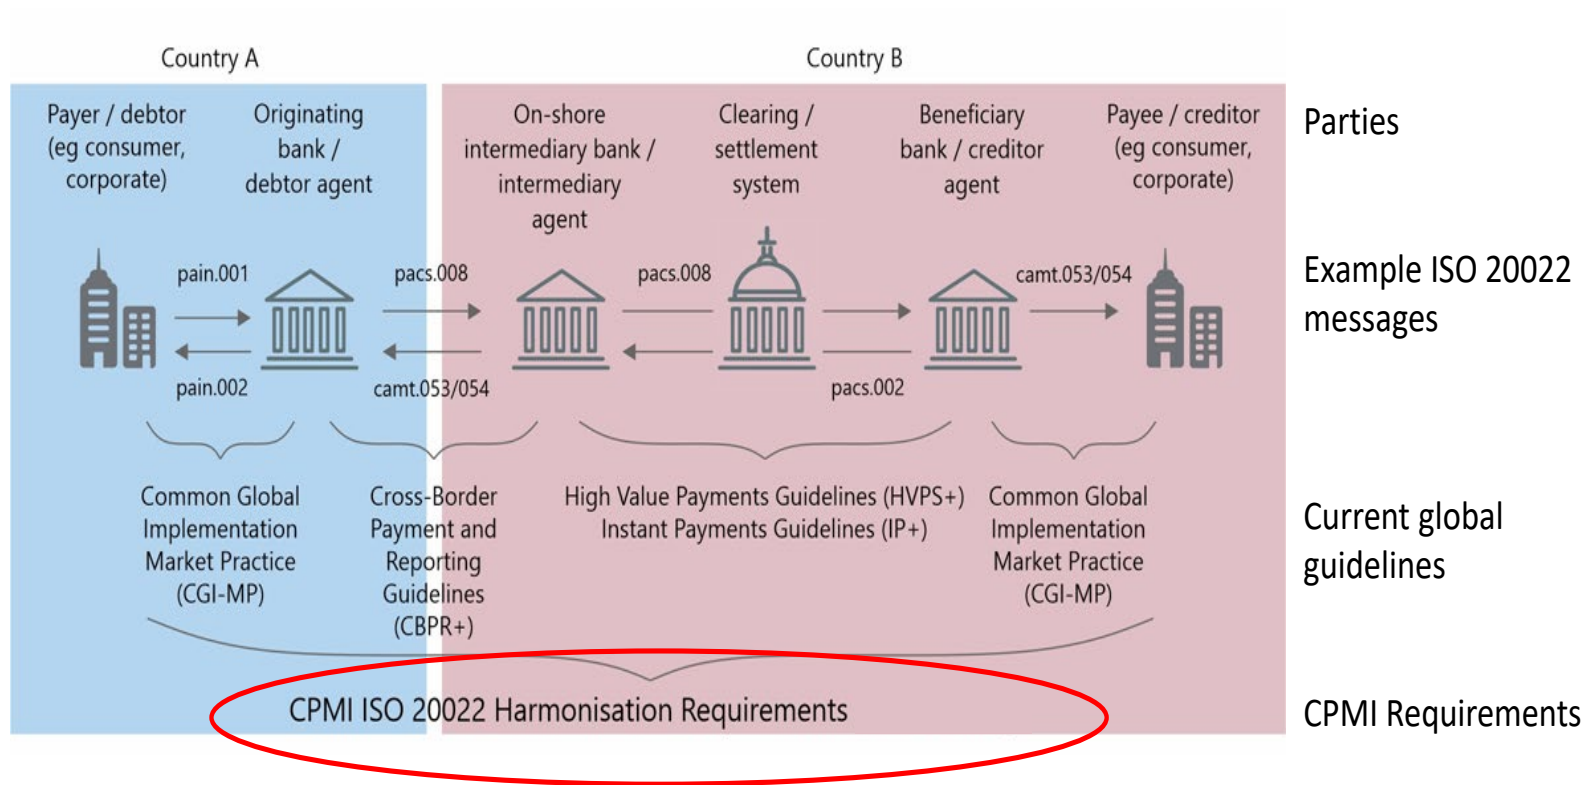 Country A
Country B
Payer / debtor
(eg consumer,
corporate)
Originating
bank /
debtor agent
On-shore
intermediary bank /
intermediary
agent
Clearing /
settlement
system
Beneficiary
bank / creditor
agent
Payee / creditor
(eg consumer,
corporate)
Parties
pain.001
pacs.008
pacs.008
camt.053/054
Example ISO 20022
messages
pain.002
camt.053/054
pacs.002
Common Global
Implementation
Market Practice
(CGI-MP)
Cross-Border
Payment and
Reporting
Guidelines
(CBPR+)
High Value Payments Guidelines (HVPS+)
Instant Payments Guidelines (IP+)
Common Global
Implementation
Market Practice
(CGI-MP)
Current global
guidelines
CPMI ISO 20022 Harmonisation Requirements
CPMI Requirements